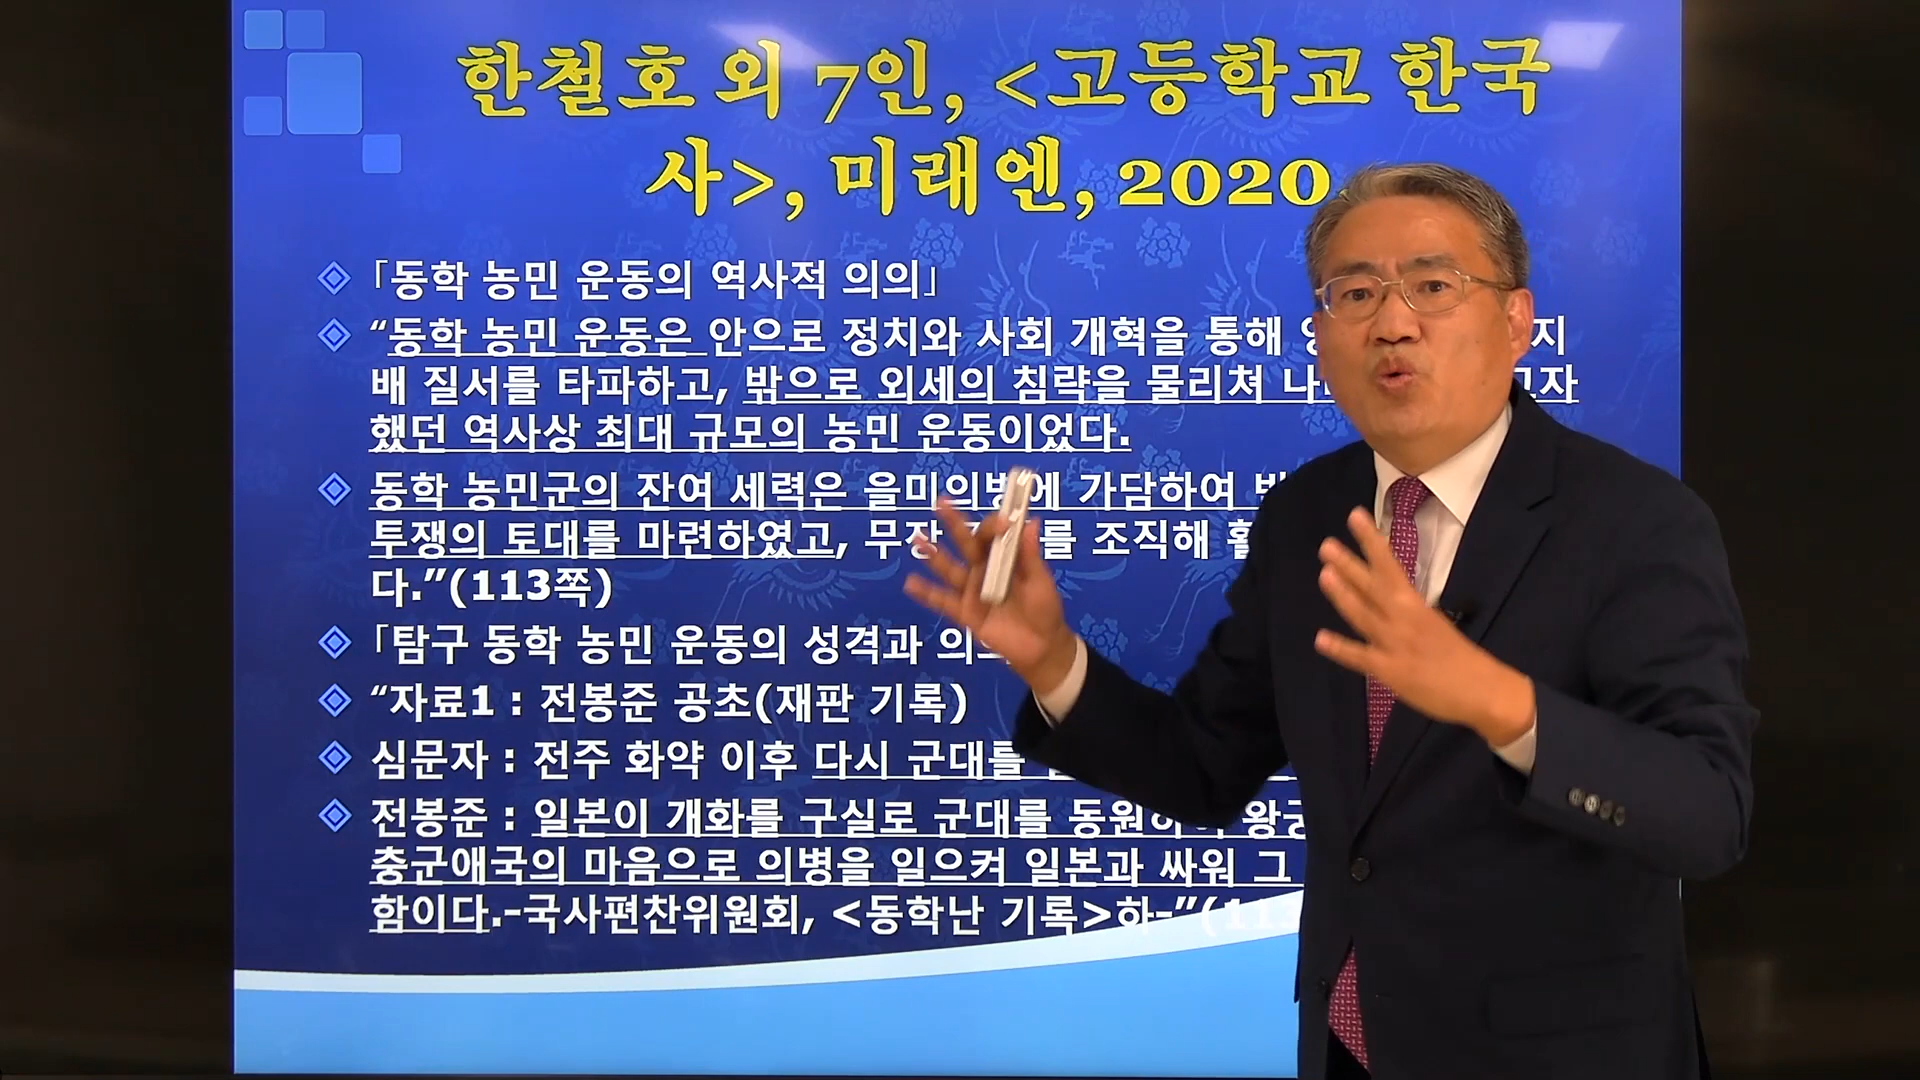 한철호 외 7인, <고등학교 한국
사>, 미래엔, 2020
「동학 농민 운동의 역사적 의의」
“동학 농민 운동은 안으로 정치와 사회 개혁을 통해
배 질서를 타파하고, 밖으로 외세의 침략을 물리쳐
했던 역사상 최대 규모의 농민 운동이었다.
동학 농민군의 잔여 세력은 을미의병에 가담하여
투쟁의 토대를 마련하였고, 조직해
다.”(113쪽)
「탐구 동학 농민 운동의 성격과
“자료1 : 전봉준 공초(재판 기록)
심문자 : 전주 화약 이후 다시 군대를
전봉준 : 일본이 개화를 구실로 군대를
충군애국의 마음으로 의병을 일으켜 일본과 싸워 그
함이다.-국사편찬위원회, <동학난 기록>하-”